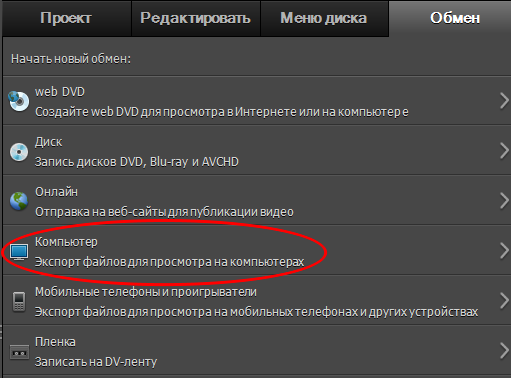 Проект Редактировать Меню диска Обмен
Начать новый обмен:
web DVD
Создайте web DVD для просмотра в Интернете или на компьютере
Диск
Запись дисков DVD, Blu-ray и AVCHD
Онлайн
Отправка на веб-сайты для публикации видео
Компьютер
Экспорт файлов для просмотра на компьютерах
Мобильные телефоны и проигрыватели
Экспорт файлов для просмотра на мобильных телефонах и других устройствах
Пленка
Записать на DV-ленту